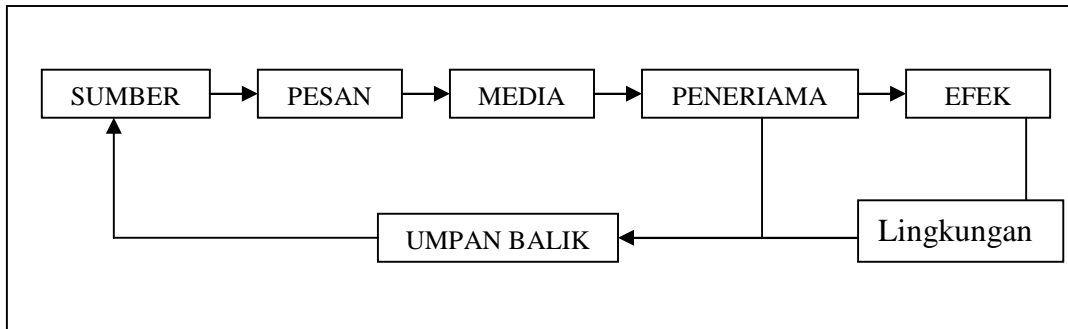 SUMBER
PESAN
MEDIA
PENERIAMA
EFEK
UMPAN BALIK
Lingkungan